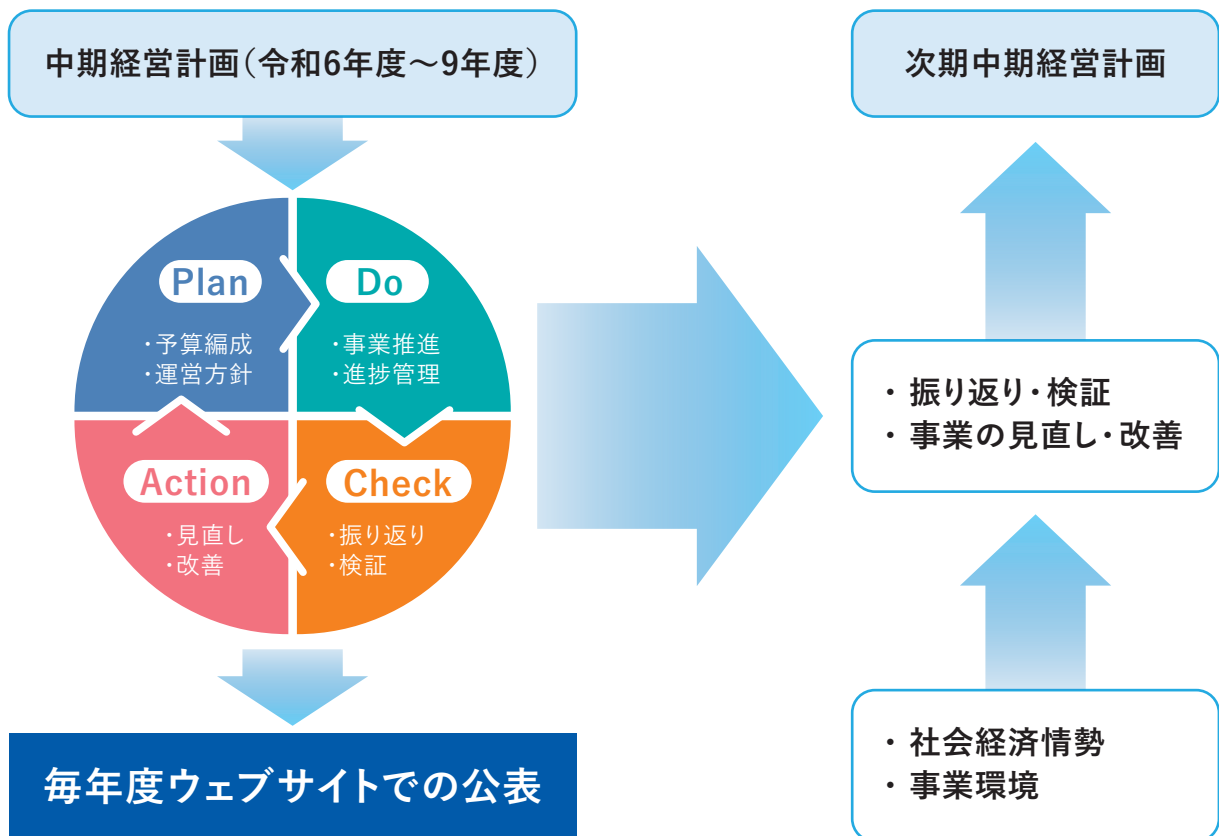 中期経営計画（令和6年度～9年度）
Plan
・予算編成
・運営方針
Do
・事業推進
・進捗管理
Action
・見直し
・改善
Check
・振り返り
・検証
毎年度ウェブサイトでの公表
次期中期経営計画
・ 振り返り・検証
・ 事業の見直し・改善
・ 社会経済情勢
・ 事業環境